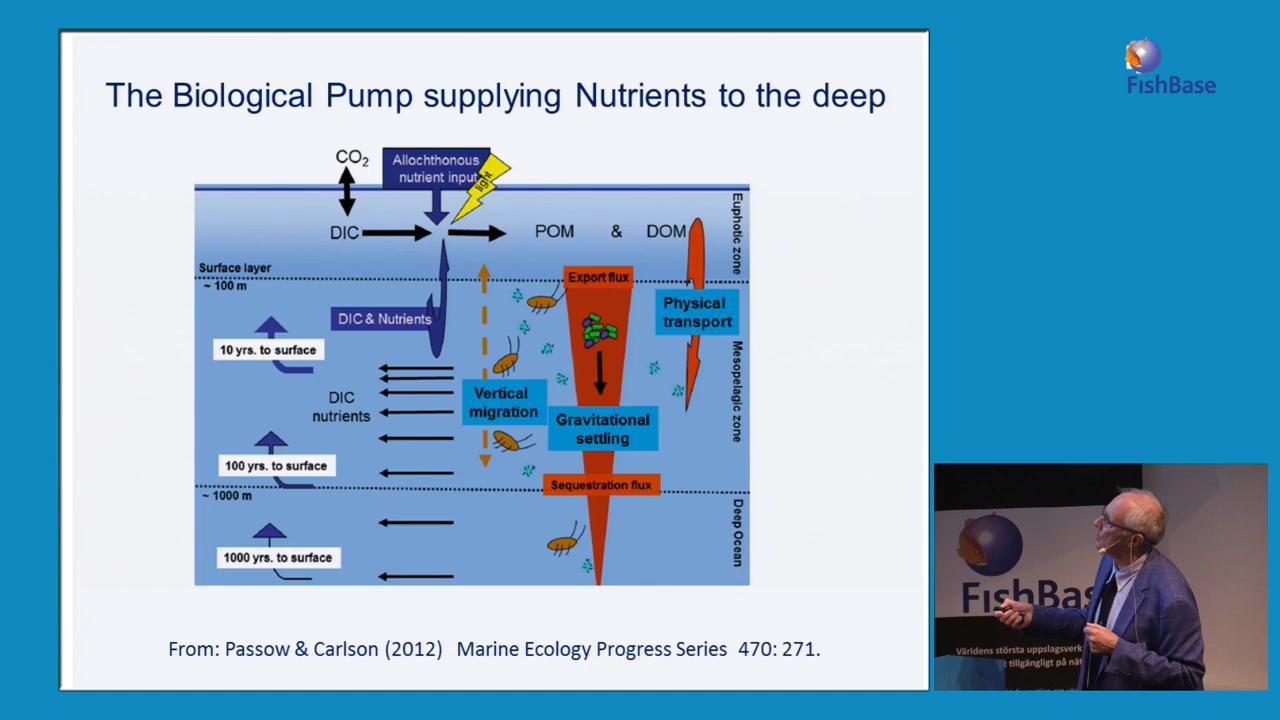 The Biological Pump supplying Nutrients to the deep
FishBase
CO2
Allochthonous
nutrient input
light
DIC
POM & DOM
Euphotic zone
Surface layer
~ 100 m
Export flux
Physical
transport
DIC & Nutrients
10 yrs. to surface
Mesopelagic zone
DIC
nutrients
Vertical
migration
Gravitational
settling
100 yrs. to surface
Sequestration flux
~ 1000 m
Deep Ocean
1000 yrs. to surface
From: Passow & Carlson (2012) Marine Ecology Progress Series 470: 271.
FishBas
Världens största uppslagsverk
t tillgängligt på nät